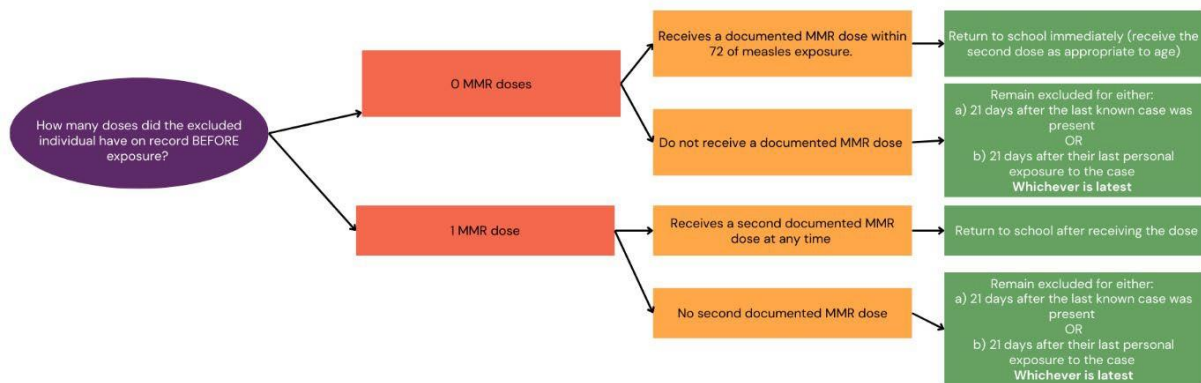 How many doses did the excluded
individual have on record BEFORE
exposure?
0 MMR doses
Receives a documented MMR dose within
72 of measles exposure.
Return to school immediately (receive the
second dose as appropriate to age)
Do not receive a documented MMR dose
Remain excluded for either:
a) 21 days after the last known case was
present
OR
b) 21 days after their last personal
exposure to the case
Whichever is latest
1 MMR dose
Receives a second documented MMR
dose at any time
Return to school after receiving the dose
No second documented MMR dose
Remain excluded for either:
a) 21 days after the last known case was
present
OR
b) 21 days after their last personal
exposure to the case
Whichever is latest